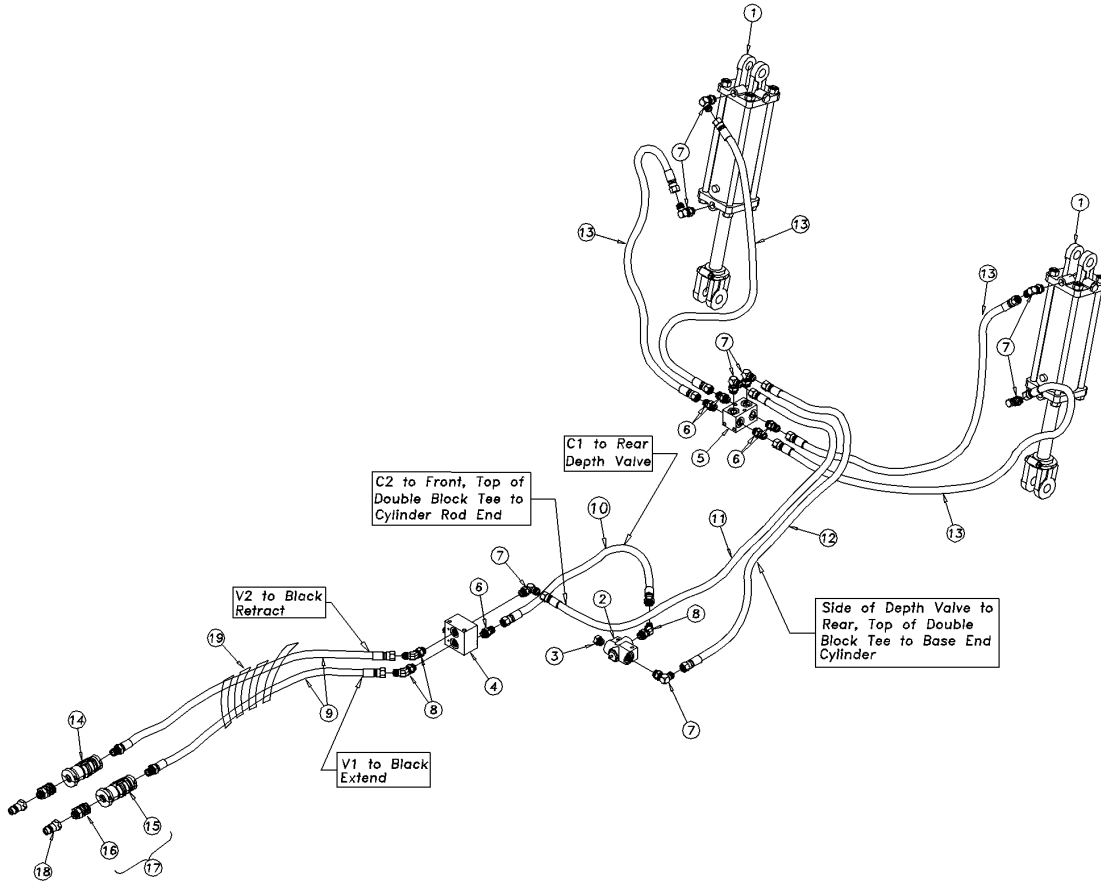 1
7
1
13
13
13
7
7
7
6
5
6
13
C1 to Rear
Depth Valve
C2 to Front, Top of
Double Block Tee to
Cylinder Rod End
10
11
12
7
2
6
8
V2 to Black
Retract
3
Side of Depth Valve to
Rear, Top of Double
Block Tee to Base End
Cylinder
19
4
9
8
7
14
V1 to Black
Extend
15
16
18
17